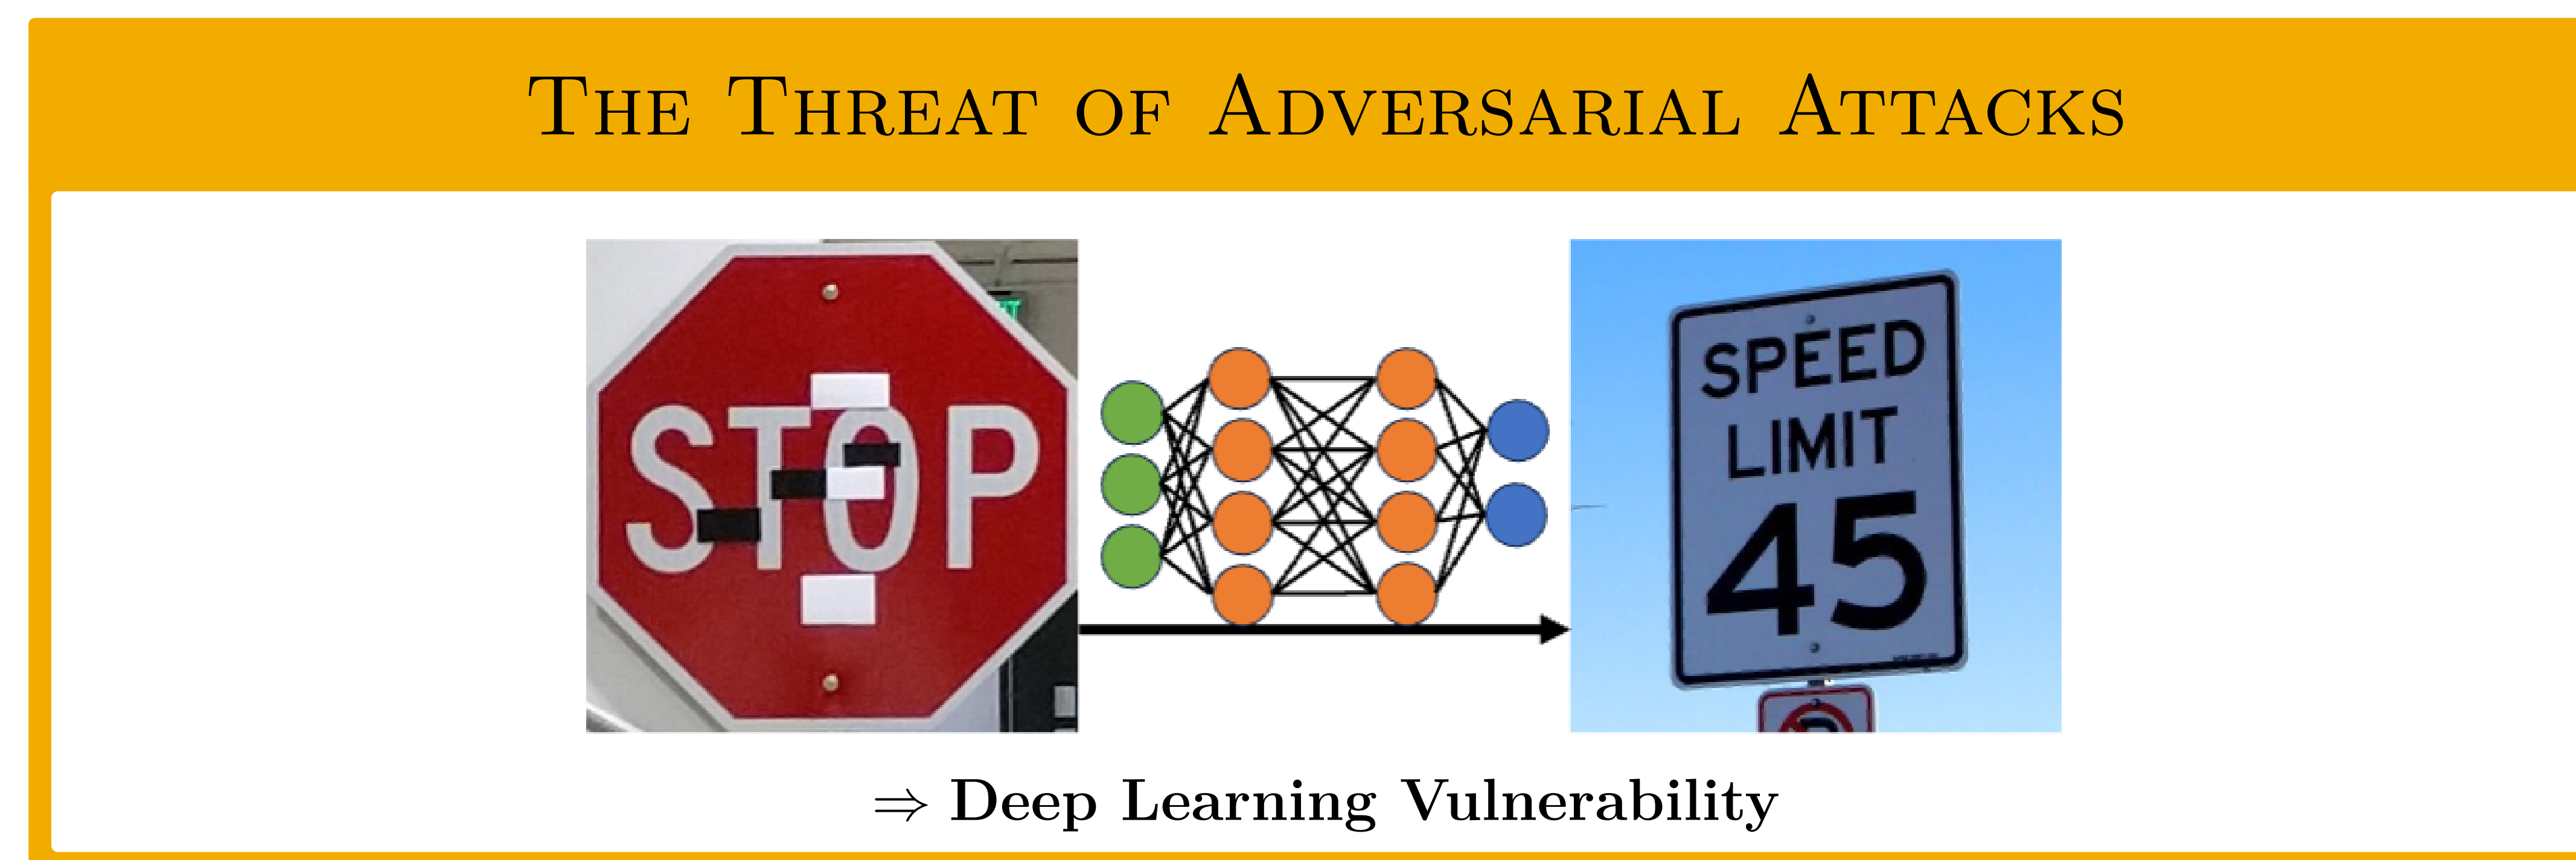 The Threat of Adversarial Attacks
STOP
SPEED
LIMIT
45
⇒ Deep Learning Vulnerability